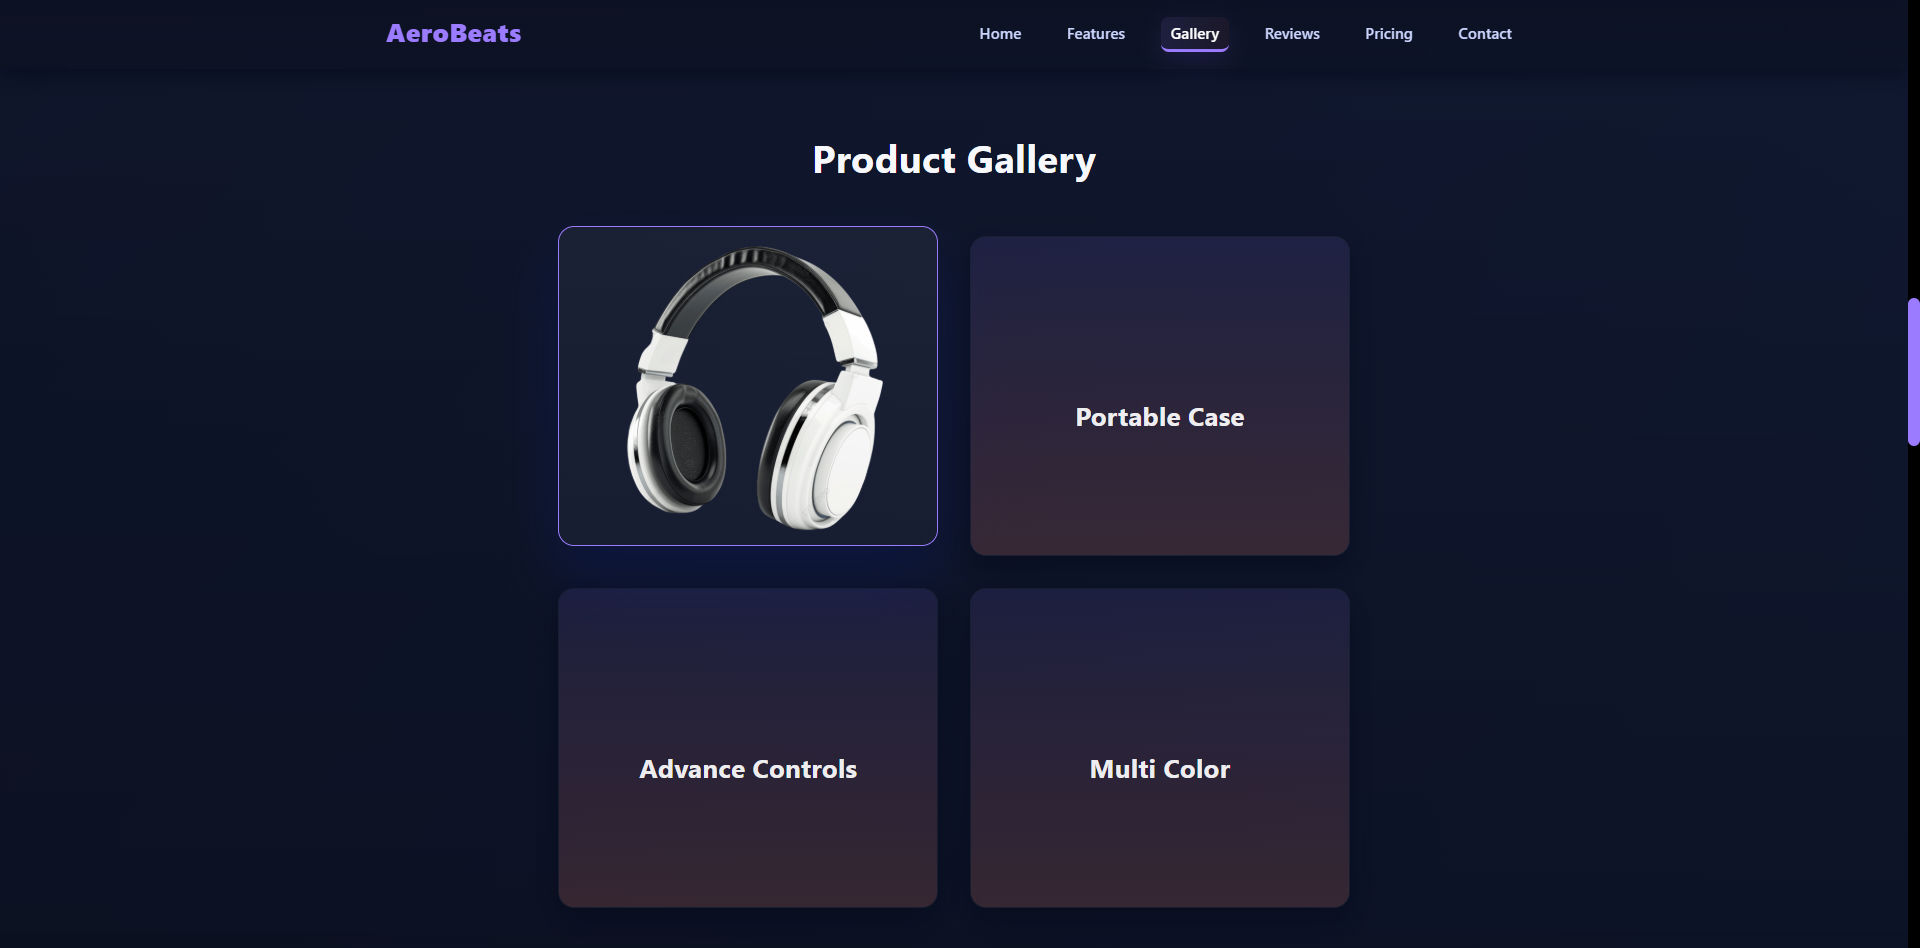 AeroBeats
Home Features Gallery Reviews Pricing Contact
Product Gallery
Portable Case
Advance Controls
Multi Color